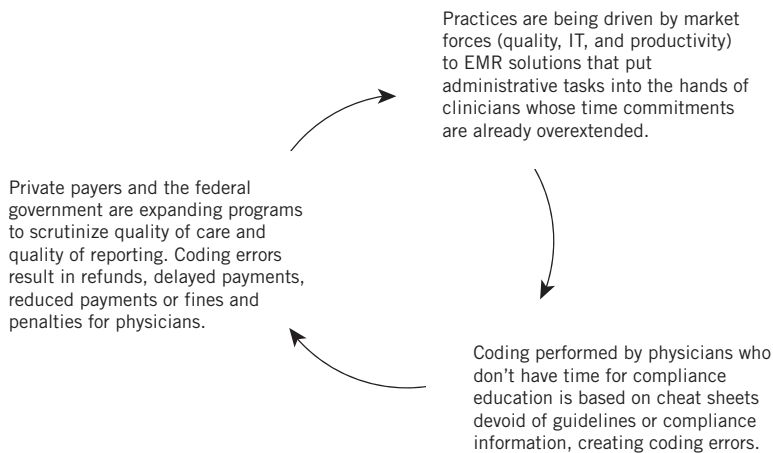 Practices are being driven by market
forces (quality, IT, and productivity)
to EMR solutions that put
administrative tasks into the hands of
clinicians whose time commitments
are already overextended.
Private payers and the federal
government are expanding programs
to scrutinize quality of care and
quality of reporting. Coding errors
result in refunds, delayed payments,
reduced payments or fines and
penalties for physicians.
Coding performed by physicians who
don’t have time for compliance
education is based on cheat sheets
devoid of guidelines or compliance
information, creating coding errors.